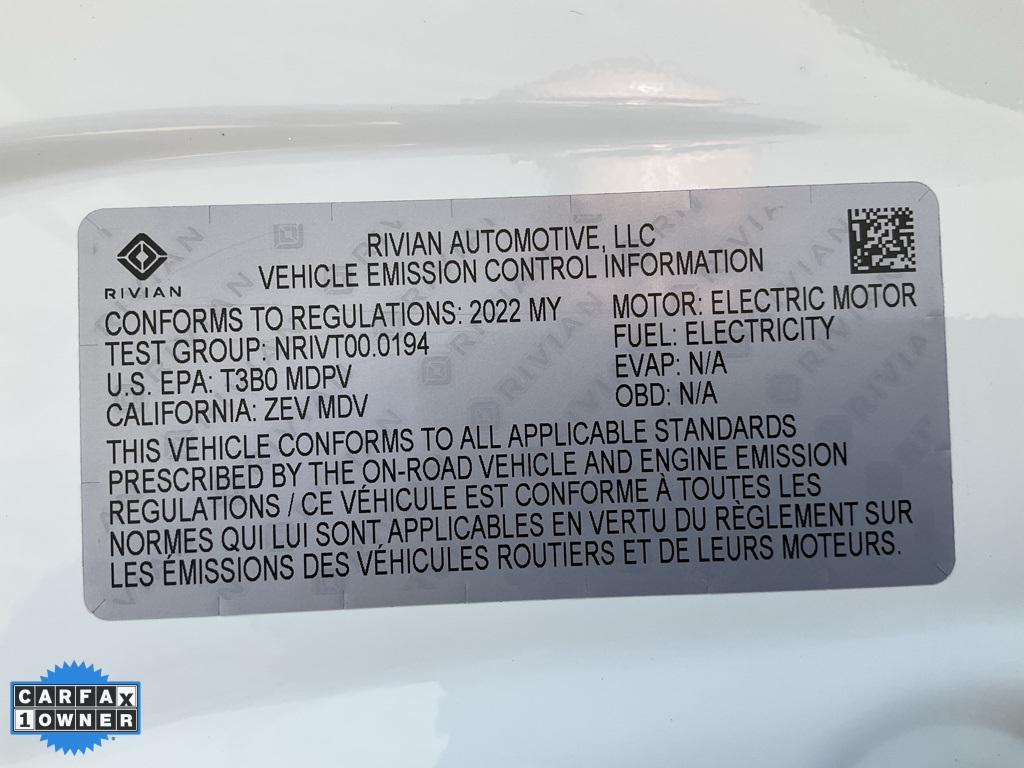 RIVIAN
RIVIAN AUTOMOTIVE, LLC
VEHICLE EMISSION CONTROL INFORMATION
CONFORMS TO REGULATIONS: 2022 MY
TEST GROUP: NRIVT00.0194
U.S. EPA: T3B0 MDPV
CALIFORNIA: ZEV MDV
MOTOR: ELECTRIC MOTOR
FUEL: ELECTRICITY
EVAP: N/A
OBD: N/A
THIS VEHICLE CONFORMS TO ALL APPLICABLE STANDARDS
PRESCRIBED BY THE ON-ROAD VEHICLE AND ENGINE EMISSION
REGULATIONS / CE VÉHICULE EST CONFORME À TOUTES LES
NORMES QUI LUI SONT APPLICABLES EN VERTU DU RÈGLEMENT SUR
LES ÉMISSIONS DES VÉHICULES ROUTIERS ET DE LEURS MOTEURS.
CARFAX
1 OWNER